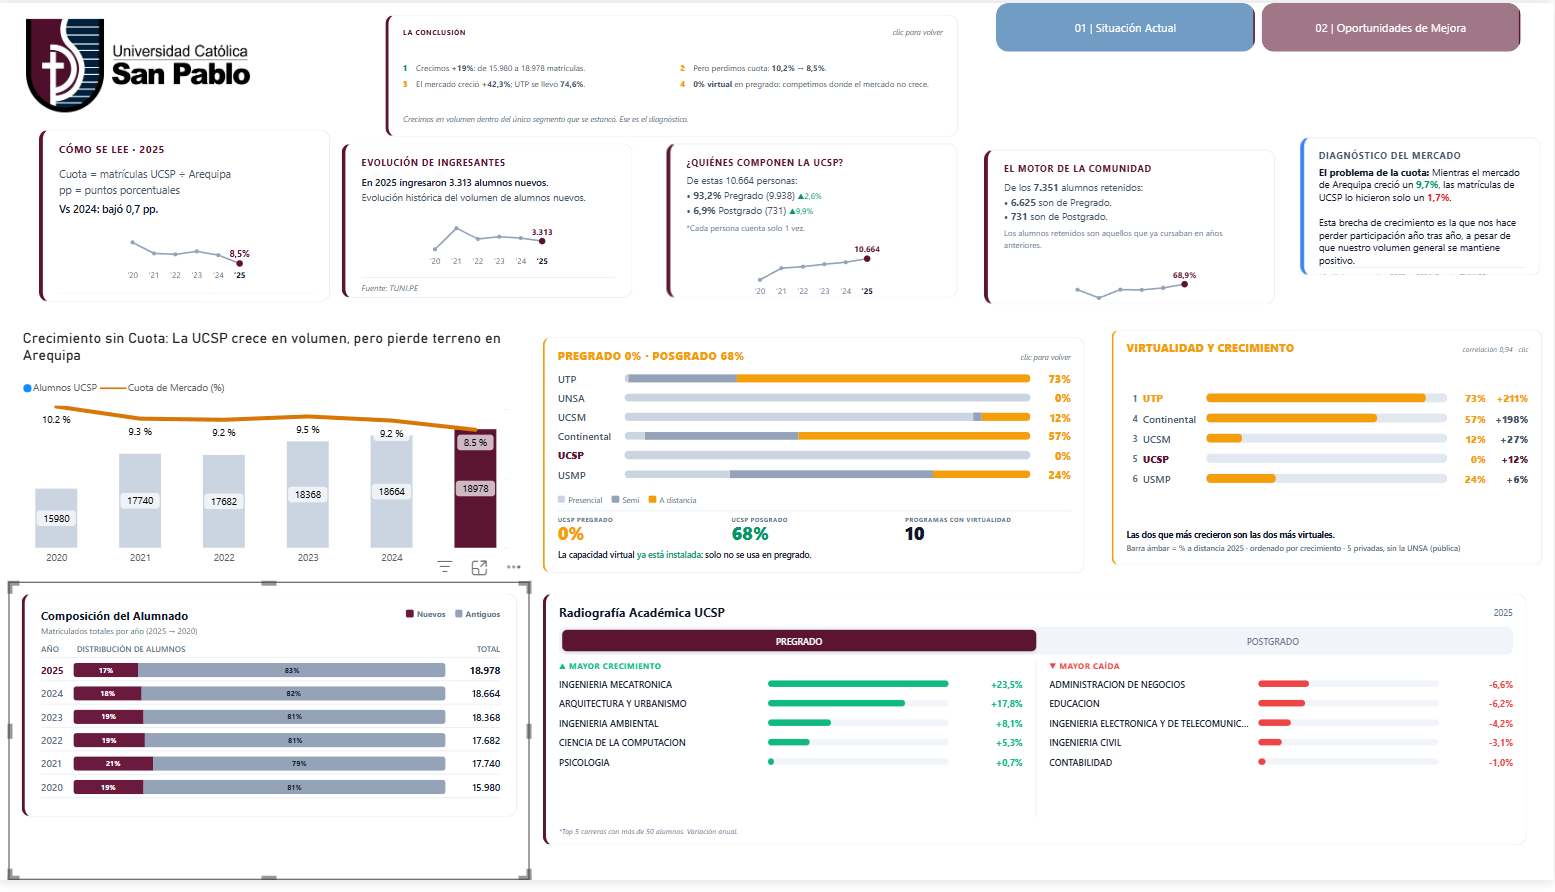 Universidad Católica
San Pablo
LA CONCLUSIÓN
clic para volver
1 Crecimos +19%: de 15.980 a 18.978 matrículas.
2 Pero perdimos cuota: 10,2% → 8,5%.
3 El mercado creció +42,3%; UTP se llevó 74,6%.
4 0% virtual en pregrado: competimos donde el mercado no crece.
Crecimos en volumen dentro del único segmento que se estancó. Ese es el diagnóstico.
01 | Situación Actual
02 | Oportunidades de Mejora
CÓMO SE LEE • 2025
Cuota = matrículas UCSP ÷ Arequipa
pp = puntos porcentuales
Vs 2024: bajó 0,7 pp.
8,5%
'20 '21 '22 '23 '24 '25
EVOLUCIÓN DE INGRESANTES
En 2025 ingresaron 3.313 alumnos nuevos.
Evolución histórica del volumen de alumnos nuevos.
3.313
'20 '21 '22 '23 '24 '25
Fuente: TUNI.PE
¿QUIÉNES COMPONEN LA UCSP?
De estas 10.664 personas:
• 93,2% Pregrado (9.938) ▲2,6%
• 6,9% Postgrado (731) ▲9,9%
*Cada persona cuenta solo 1 vez.
10.664
'20 '21 '22 '23 '24 '25
EL MOTOR DE LA COMUNIDAD
De los 7.351 alumnos retenidos:
• 6.625 son de Pregrado.
• 731 son de Postgrado.
Los alumnos retenidos son aquellos que ya cursaban en años
anteriores.
68,9%
DIAGNÓSTICO DEL MERCADO
El problema de la cuota: Mientras el mercado
de Arequipa creció un 9,7%, las matrículas de
UCSP lo hicieron solo un 1,7%.
Esta brecha de crecimiento es la que nos hace
perder participación año tras año, a pesar de
que nuestro volumen general se mantiene
positivo.
Crecimiento sin Cuota: La UCSP crece en volumen, pero pierde terreno en
Arequipa
Alumnos UCSP Cuota de Mercado (%)
10.2 % 9.3 % 9.2 % 9.5 % 9.2 % 8.5 %
15980 17740 17682 18368 18664 18978
2020 2021 2022 2023 2024
PREGRADO 0% · POSGRADO 68%
clic para volver
UTP 73%
UNSA 0%
UCSM 12%
Continental 57%
UCSP 0%
USMP 24%
Presencial Semi A distancia
UCSP PREGRADO
0%
UCSP POSGRADO
68%
PROGRAMAS CON VIRTUALIDAD
10
La capacidad virtual ya está instalada: solo no se usa en pregrado.
VIRTUALIDAD Y CRECIMIENTO
correlación 0,94 · clic
1 UTP 73% +211%
4 Continental 57% +198%
3 UCSM 12% +27%
5 UCSP 0% +12%
6 USMP 24% +6%
Las dos que más crecieron son las dos más virtuales.
Barra ámbar = % a distancia 2025 · ordenado por crecimiento · 5 privadas, sin la UNSA (pública)
Composición del Alumnado
Nuevos Antiguos
Matriculados totales por año (2025 → 2020)
AÑO DISTRIBUCIÓN DE ALUMNOS TOTAL
2025 17% 83% 18.978
2024 18% 82% 18.664
2023 19% 81% 18.368
2022 19% 81% 17.682
2021 21% 79% 17.740
2020 19% 81% 15.980
Radiografía Académica UCSP
2025
PREGRADO
POSTGRADO
▲ MAYOR CRECIMIENTO
INGENIERIA MECATRONICA +23,5%
ARQUITECTURA Y URBANISMO +17,8%
INGENIERIA AMBIENTAL +8,1%
CIENCIA DE LA COMPUTACION +5,3%
PSICOLOGIA +0,7%
▼ MAYOR CAÍDA
ADMINISTRACION DE NEGOCIOS -6,6%
EDUCACION -6,2%
INGENIERIA ELECTRONICA Y DE TELECOMUNIC... -4,2%
INGENIERIA CIVIL -3,1%
CONTABILIDAD -1,0%
*Top 5 carreras con más de 50 alumnos. Variación anual.